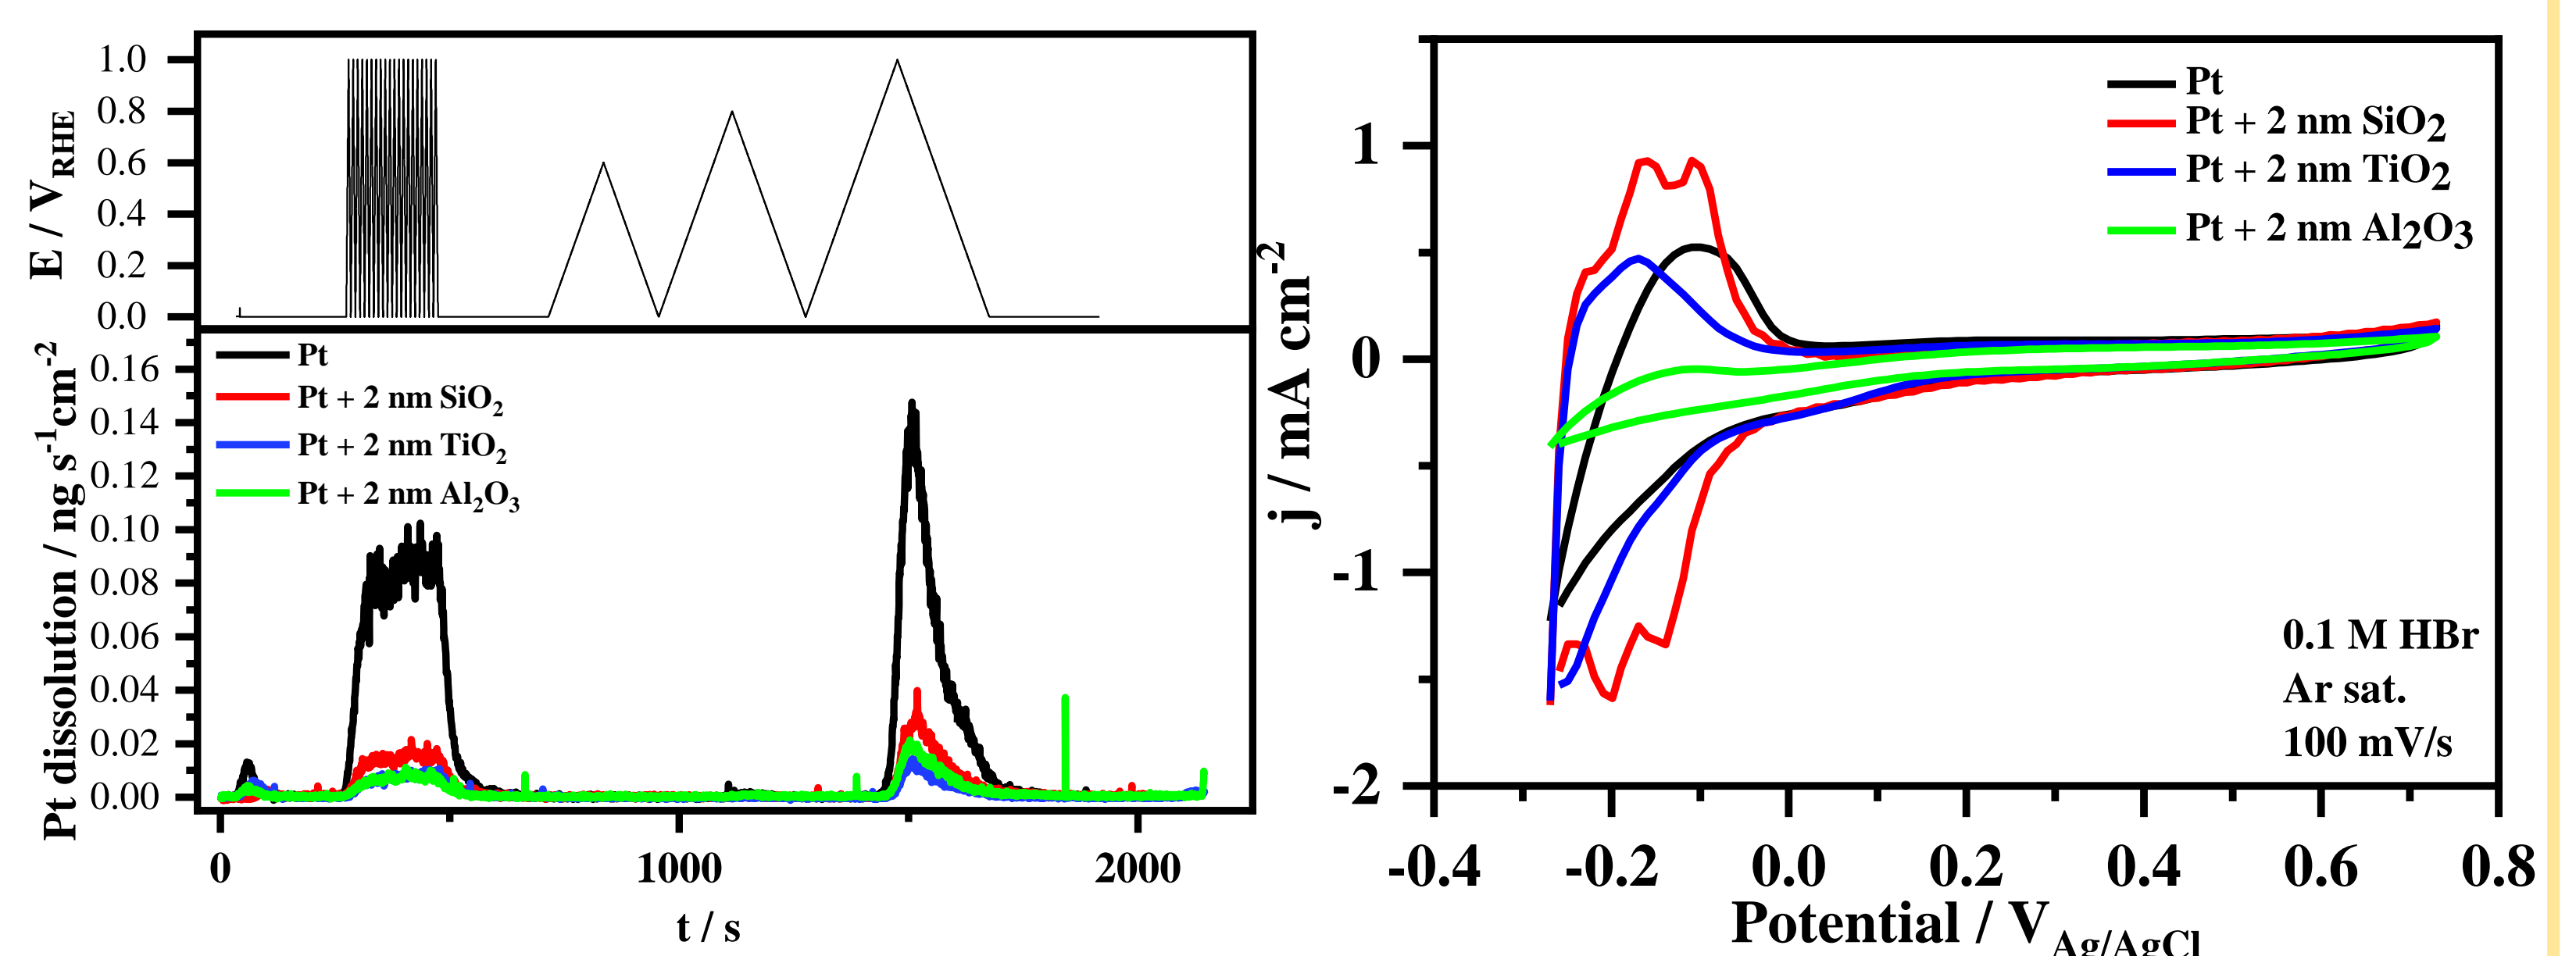 E / VRHE
1.0
0.8
0.6
0.4
0.2
0.0
Pt dissolution / ng s-1cm-2
0.16
0.14
0.12
0.10
0.08
0.06
0.04
0.02
0.00
Pt
Pt + 2 nm SiO2
Pt + 2 nm TiO2
Pt + 2 nm Al2O3
0 1000 2000
t / s
j / mA cm-2
1
0
-1
-2
Pt
Pt + 2 nm SiO2
Pt + 2 nm TiO2
Pt + 2 nm Al2O3
0.1 M HBr
Ar sat.
100 mV/s
-0.4 -0.2 0.0 0.2 0.4 0.6 0.8
Potential / VAg/AgCl